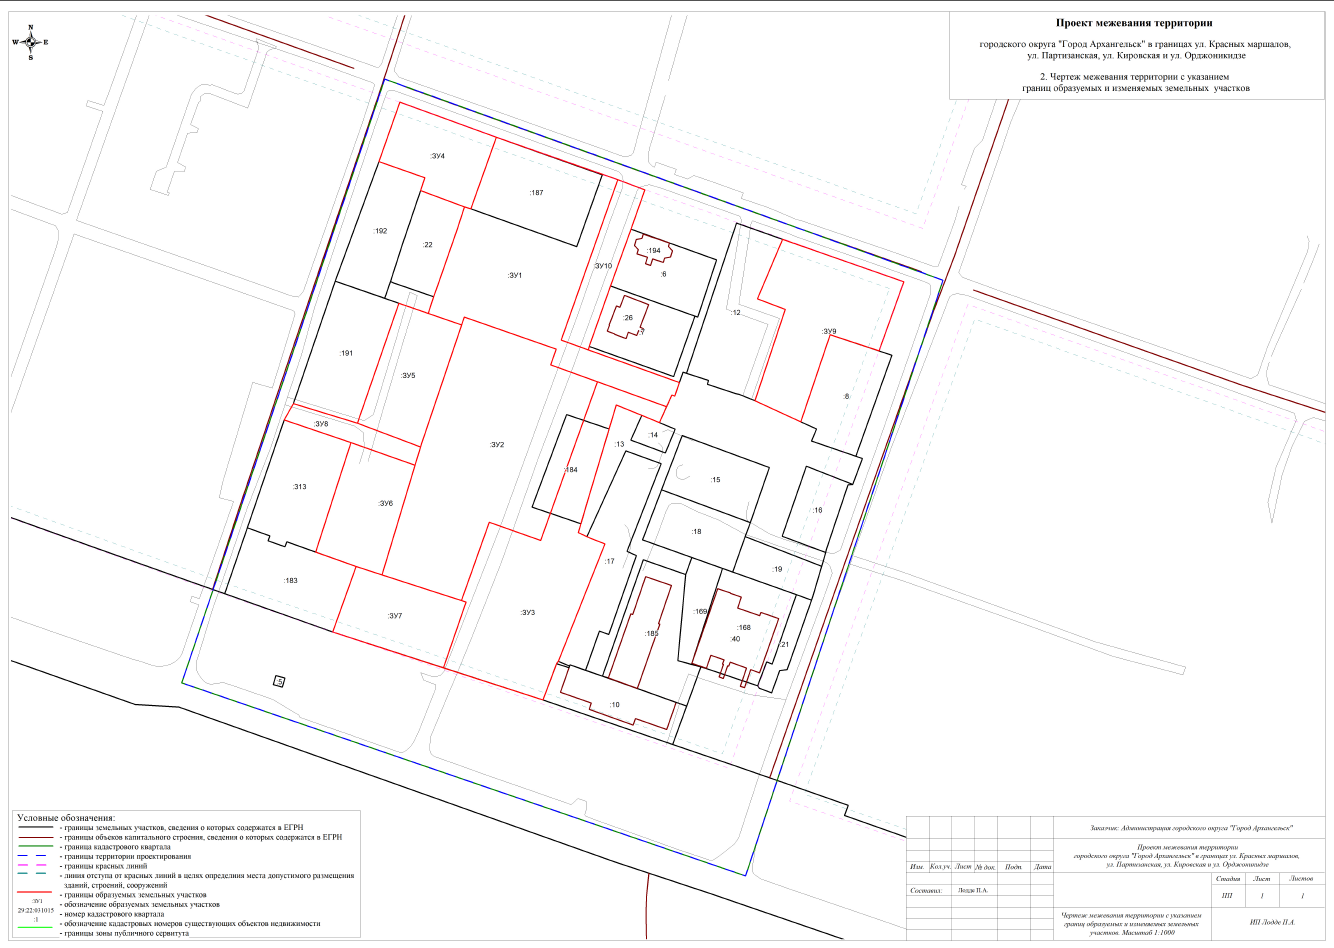 Проект межевания территории
городского округа "Город Архангельск" в границах ул. Красных маршалов,
ул. Партизанская, ул. Кировская и ул. Орджоникидзе
2. Чертеж межевания территории с указанием
границ образуемых и изменяемых земельных участков
N
W E
S
:ЗУ4
:187
:192
:22
:ЗУ1
:ЗУ10
:194
:6
:26
:7
:12
:ЗУ9
:191
:ЗУ5
:8
:ЗУ8
:ЗУ2
:13
:14
:184
:15
:313
:ЗУ6
:16
:18
:17
:19
:183
:ЗУ7
:ЗУ3
:169
:168
:40
:185
:21
:5
:10
Условные обозначения:
- границы земельных участков, сведения о которых содержатся в ЕГРН
- границы объеков капитального строения, сведения о которых содержатся в ЕГРН
- граница кадастрового квартала
- границы территории проектирования
- границы красных линий
- линия отступа от красных линий в целях определения места допустимого размещения
зданий, строений, сооружений
- границы образуемых земельных участков
:ЗУ1 - обозначение образуемых земельных участков
29:22:031015 - номер кадастрового квартала
:1 - обозначение кадастровых номеров существующих объектов недвижимости
- границы зоны публичного сервитута
Изм. Кол.уч. Лист № док. Подп. Дата
Составил: Лодде П.А.
Заказчик: Администрация городского округа "Город Архангельск"
Проект межевания территории
городского округа "Город Архангельск" в границах ул. Красных маршалов,
ул. Партизанская, ул. Кировская и ул. Орджоникидзе
Стадия Лист Листов
ПП 1 1
Чертеж межевания территории с указанием
границ образуемых и изменяемых земельных
участков. Масштаб 1:1000
ИП Лодде П.А.